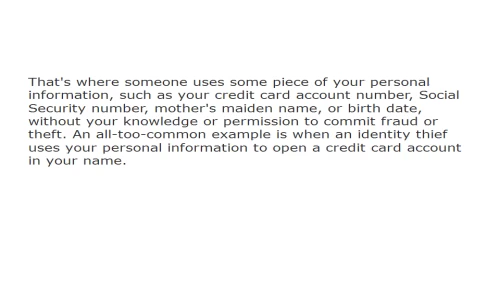 That's where someone uses some piece of your personal
information, such as your credit card account number, Social
Security number, mother's maiden name, or birth date,
without your knowledge or permission to commit fraud or
theft. An all-too-common example is when an identity thief
uses your personal information to open a credit card account
in your name.